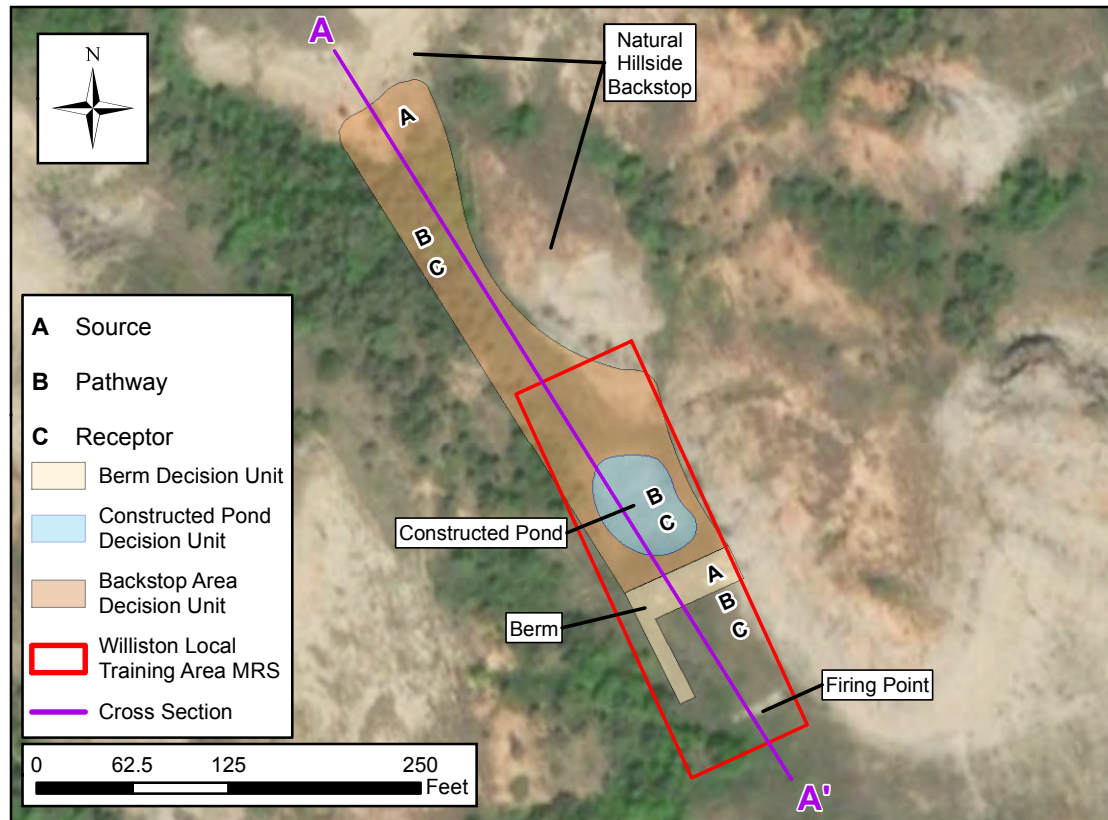 N
A
Natural
Hillside
Backstop
A
B
C
A Source
B Pathway
C Receptor
Berm Decision Unit
Constructed Pond
Decision Unit
Backstop Area
Decision Unit
Williston Local
Training Area MRS
Cross Section
B
C
Constructed Pond
A
B
C
Berm
Firing Point
0 62.5 125 250
Feet
A'